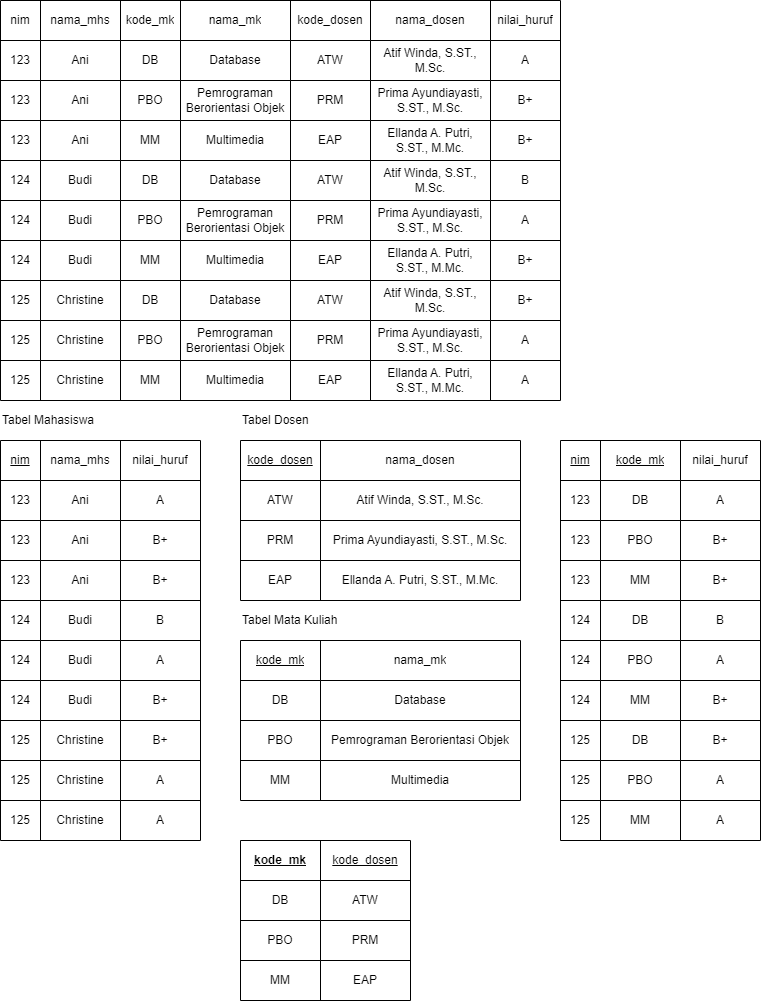 nim nama_mhs kode_mk nama_mk kode_dosen nama_dosen nilai_huruf
123 Ani DB Database ATW Atif Winda, S.ST., M.Sc. A
123 Ani PBO Pemrograman Berorientasi Objek PRM Prima Ayundiayasti, S.ST., M.Sc. B+
123 Ani MM Multimedia EAP Ellanda A. Putri, S.ST., M.Mc. B+
124 Budi DB Database ATW Atif Winda, S.ST., M.Sc. B
124 Budi PBO Pemrograman Berorientasi Objek PRM Prima Ayundiayasti, S.ST., M.Sc. A
124 Budi MM Multimedia EAP Ellanda A. Putri, S.ST., M.Mc. B+
125 Christine DB Database ATW Atif Winda, S.ST., M.Sc. B+
125 Christine PBO Pemrograman Berorientasi Objek PRM Prima Ayundiayasti, S.ST., M.Sc. A
125 Christine MM Multimedia EAP Ellanda A. Putri, S.ST., M.Mc. A
Tabel Mahasiswa
nim nama_mhs nilai_huruf
123 Ani A
123 Ani B+
123 Ani B+
124 Budi B
124 Budi A
124 Budi B+
125 Christine B+
125 Christine A
125 Christine A
Tabel Dosen
kode_dosen nama_dosen
ATW Atif Winda, S.ST., M.Sc.
PRM Prima Ayundiayasti, S.ST., M.Sc.
EAP Ellanda A. Putri, S.ST., M.Mc.
Tabel Mata Kuliah
kode_mk nama_mk
DB Database
PBO Pemrograman Berorientasi Objek
MM Multimedia
kode_mk kode_dosen
DB ATW
PBO PRM
MM EAP
nim kode_mk nilai_huruf
123 DB A
123 PBO B+
123 MM B+
124 DB B
124 PBO A
124 MM B+
125 DB B+
125 PBO A
125 MM A